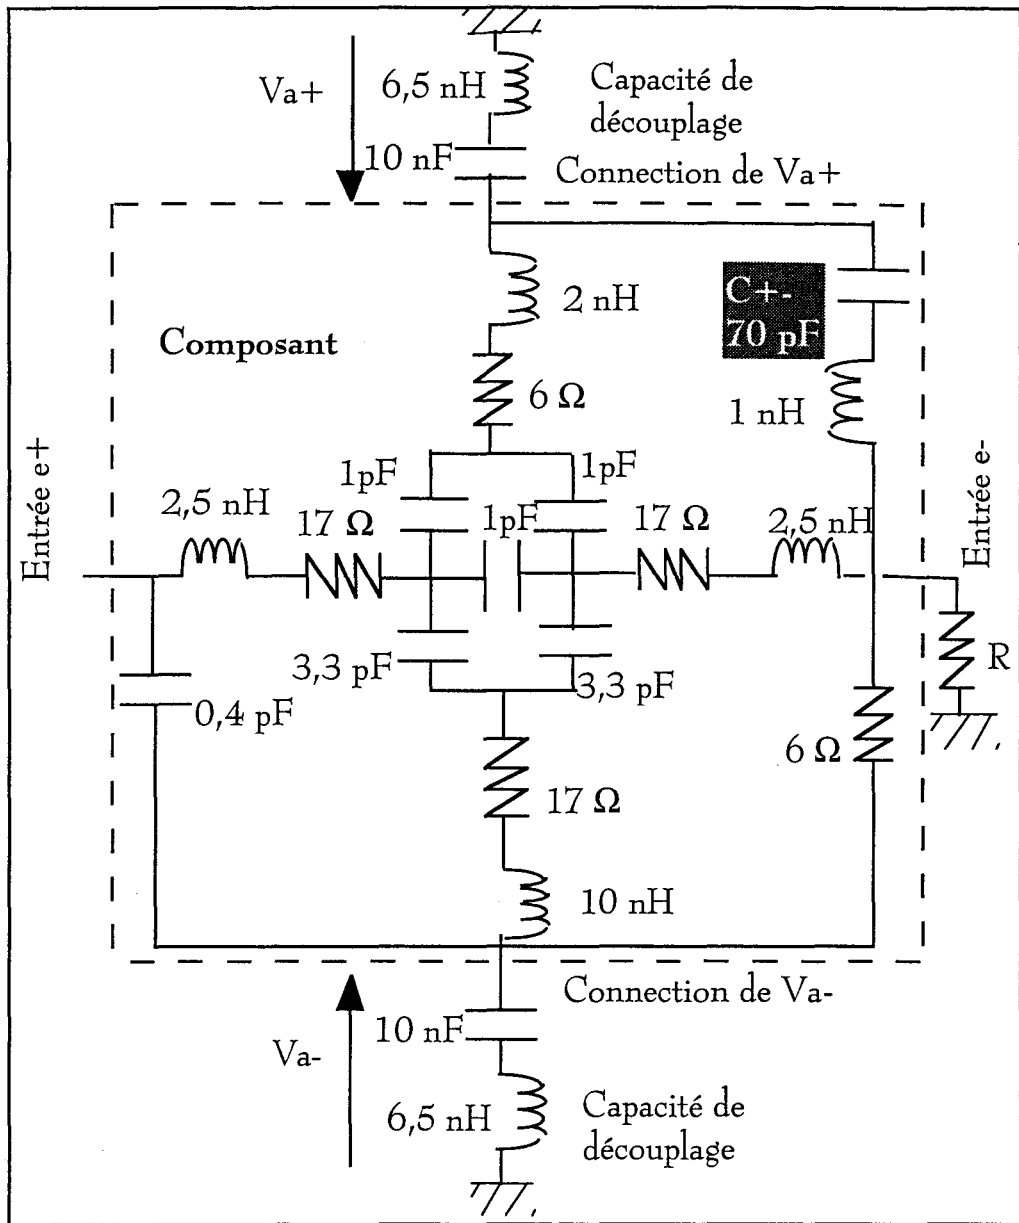 Va+
6,5 nH
Capacité de
découplage
10 nF
Connection de Va+
2 nH
C+-
70 pF
Composant
6 Ω
1 nH
Entrée e+
1pF
1pF
2,5 nH
17 Ω
1pF
17 Ω
2,5 nH
Entrée e-
3,3 pF
3,3 pF
R
0,4 pF
6 Ω
17 Ω
10 nH
Connection de Va-
10 nF
Va-
6,5 nH
Capacité de
découplage